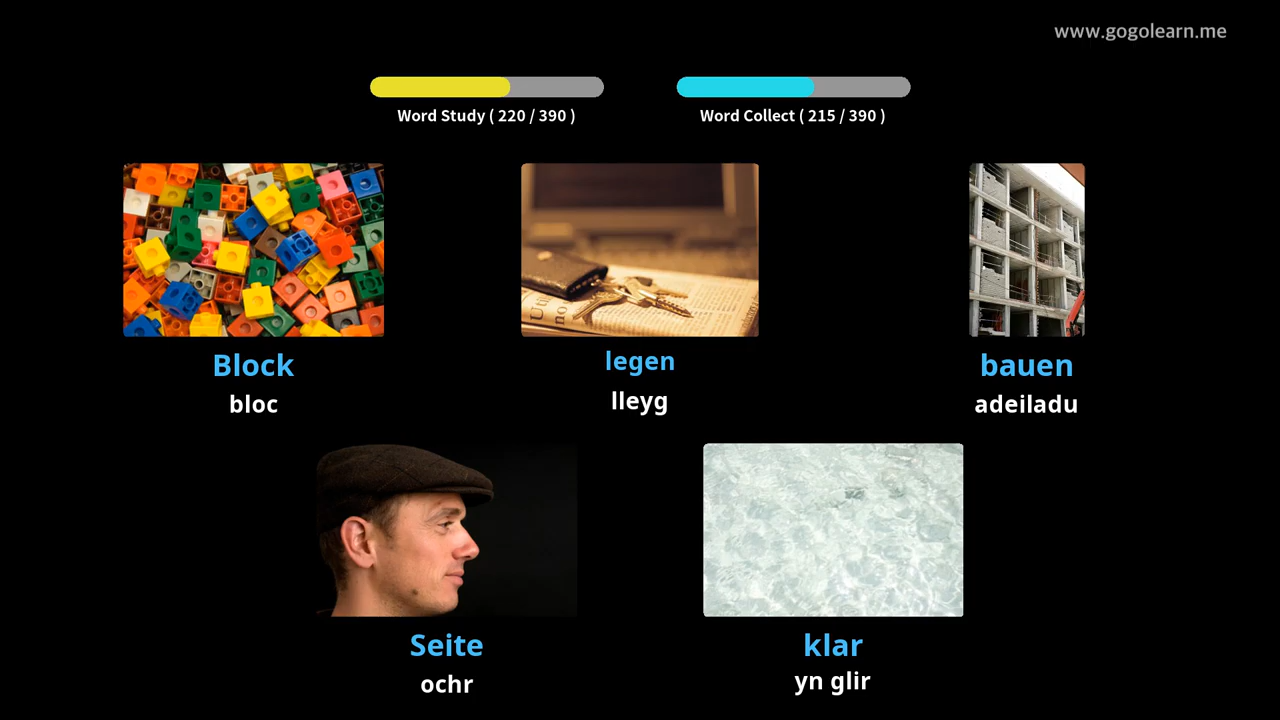 www.gogolearn.me
Word Study ( 220 / 390 )
Word Collect ( 215 / 390 )
Block
bloc
legen
lleyg
bauen
adeiladu
Seite
ochr
klar
yn glir